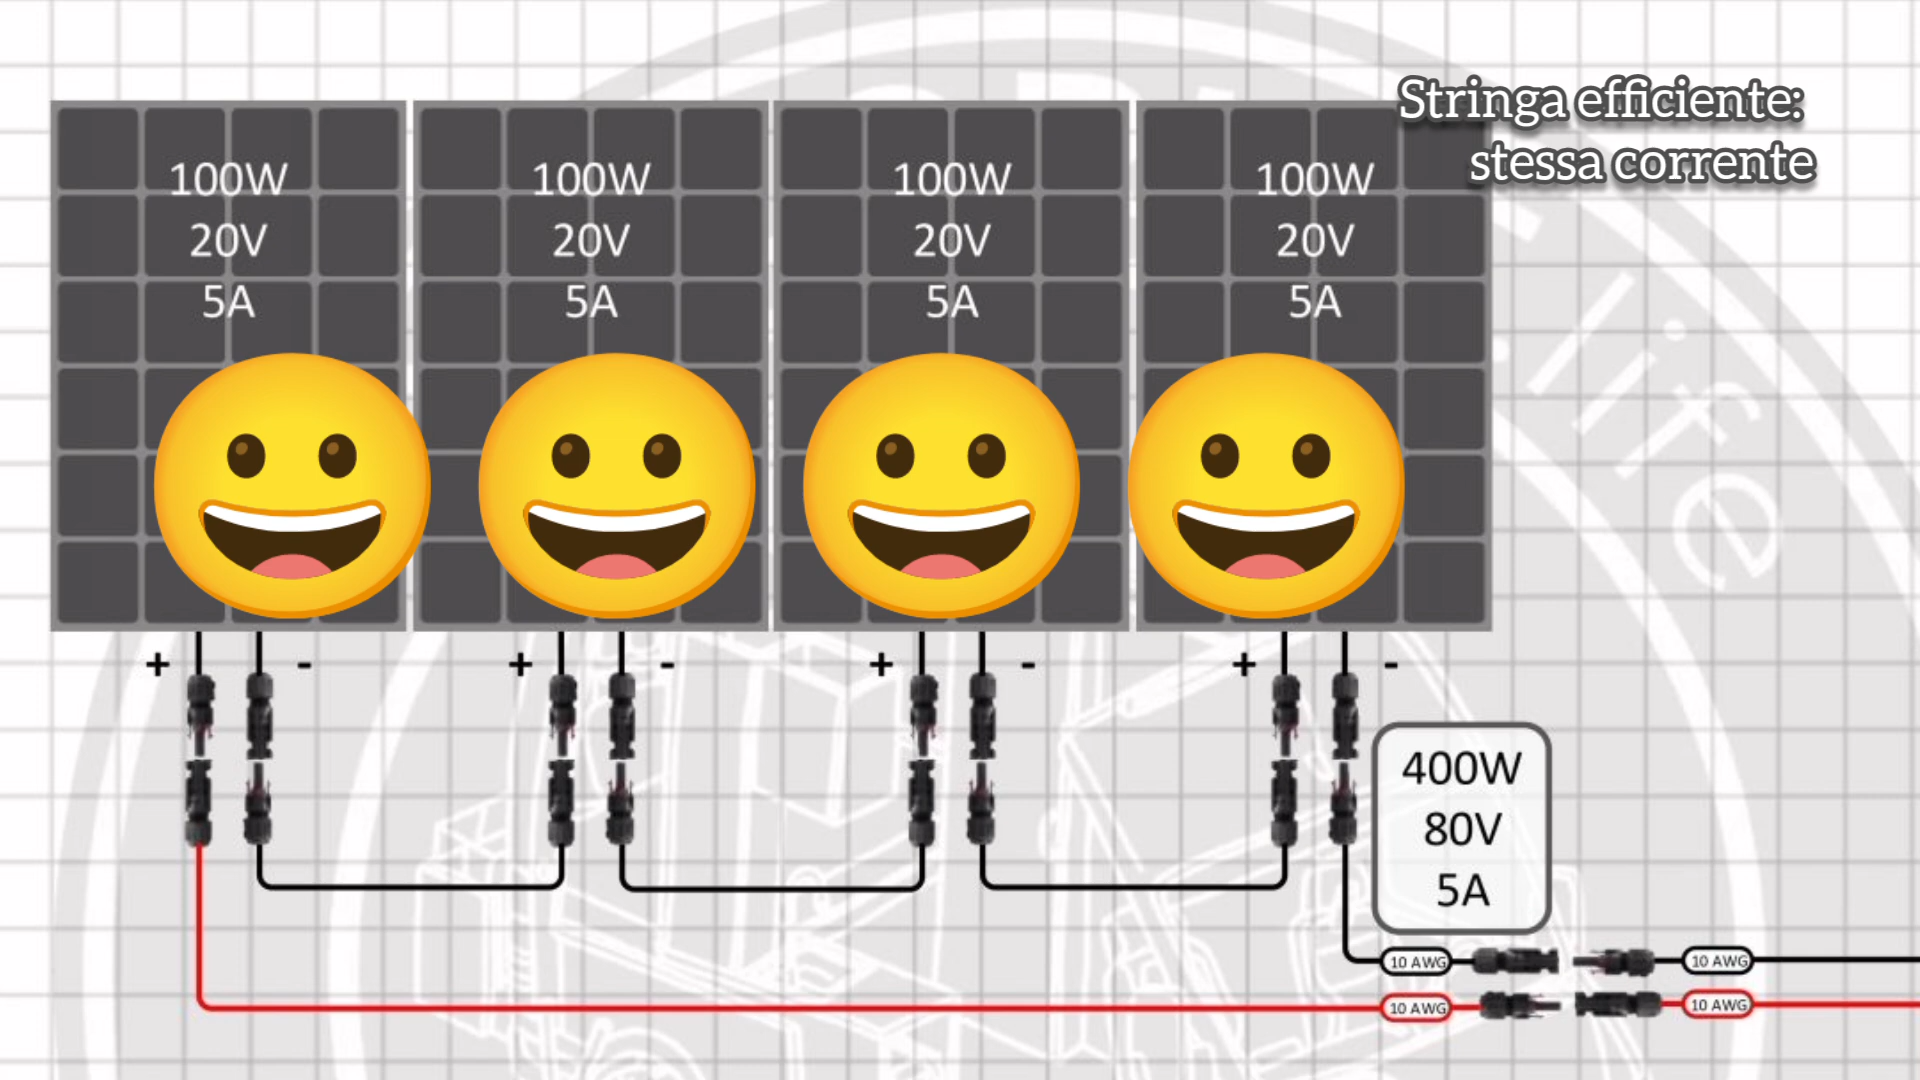 Stringa efficiente:
stessa corrente
100W
20V
5A
100W
20V
5A
100W
20V
5A
100W
20V
5A
+ -
+ -
+ -
+ -
400W
80V
5A
10 AWG
10 AWG
10 AWG
10 AWG
life